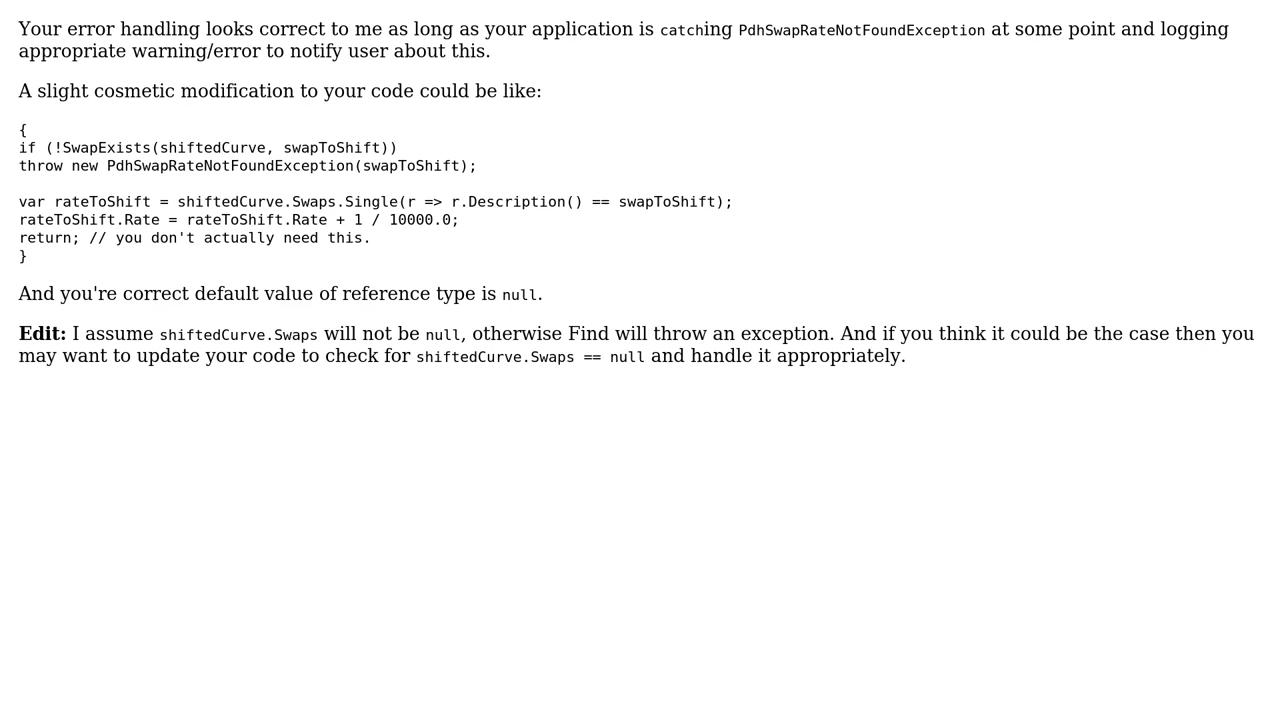 Your error handling looks correct to me as long as your application is catching PdhSwapRateNotFoundException at some point and logging
appropriate warning/error to notify user about this.
A slight cosmetic modification to your code could be like:
{
if (!SwapExists(shiftedCurve, swapToShift))
throw new PdhSwapRateNotFoundException(swapToShift);
var rateToShift = shiftedCurve.Swaps.Single(r => r.Description() == swapToShift);
rateToShift.Rate = rateToShift.Rate + 1 / 10000.0;
return; // you don't actually need this.
}
And you're correct default value of reference type is null.
Edit: I assume shiftedCurve.Swaps will not be null, otherwise Find will throw an exception. And if you think it could be the case then you
may want to update your code to check for shiftedCurve.Swaps == null and handle it appropriately.